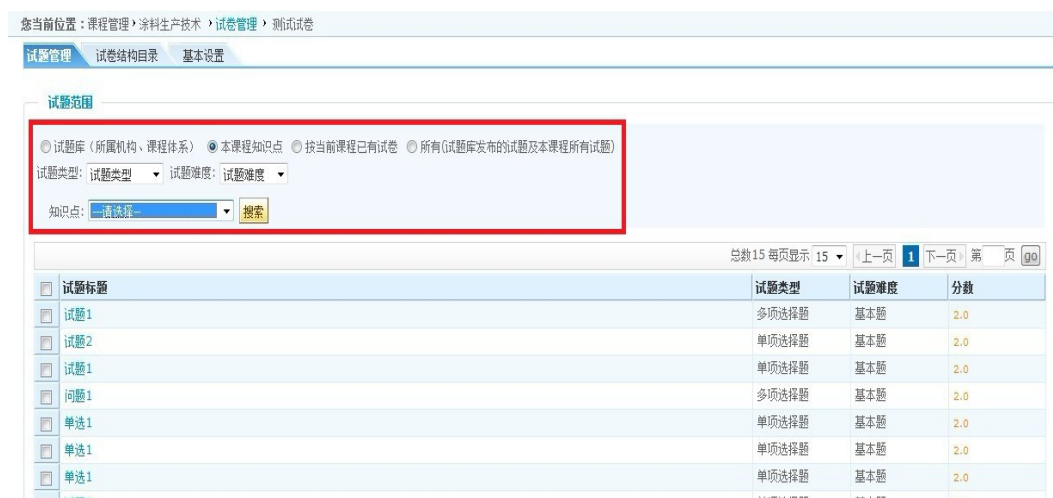 您当前位置：课程管理 涂料生产技术 试卷管理 测试试卷
试题管理 试卷结构目录 基本设置
试题范围
试题库（所属机构、课程体系） 本课程知识点 按当前课程已有试卷 所有(试题库发布的试题及本课程所有试题)
试题类型: 试题类型 试题难度: 试题难度
知识点: --请选择-- 搜索
总数15 每页显示 15 上一页 1 下一页 第 页 go
试题标题 试题类型 试题难度 分数
试题1 多项选择题 基本题 2.0
试题2 单项选择题 基本题 2.0
试题1 单项选择题 基本题 2.0
问题1 多项选择题 基本题 2.0
单选1 单项选择题 基本题 2.0
单选1 单项选择题 基本题 2.0
单选1 单项选择题 基本题 2.0